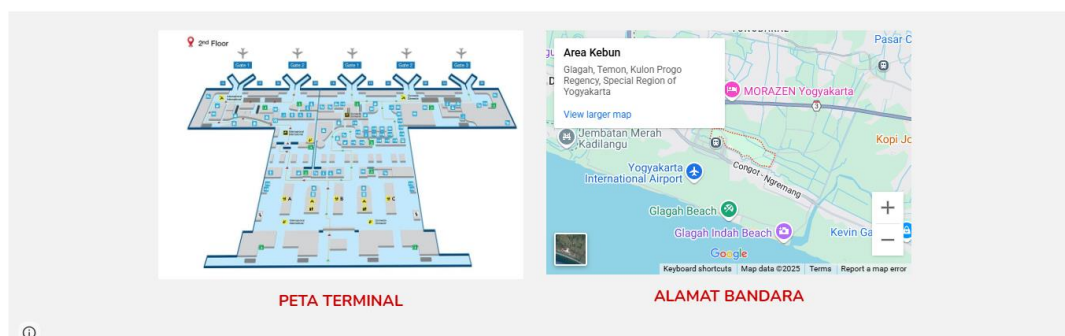 2nd Floor
Gate 1
Gate 2
Gate 1
Gate 2
Gate 3
A
B
C
PETA TERMINAL
Area Kebun
Glagah, Temon, Kulon Progo
Regency, Special Region of
Yogyakarta
View larger map
Pasar C
MORAZEN Yogyakarta
3
Kopi Jo
Jembatan Merah
Kadilangu
Yogyakarta
International Airport
Congot - Ngremang
Glagah Beach
Glagah Indah Beach
Kevin Ga
+
−
Google
Keyboard shortcuts
Map data ©2025
Terms
Report a map error
ALAMAT BANDARA